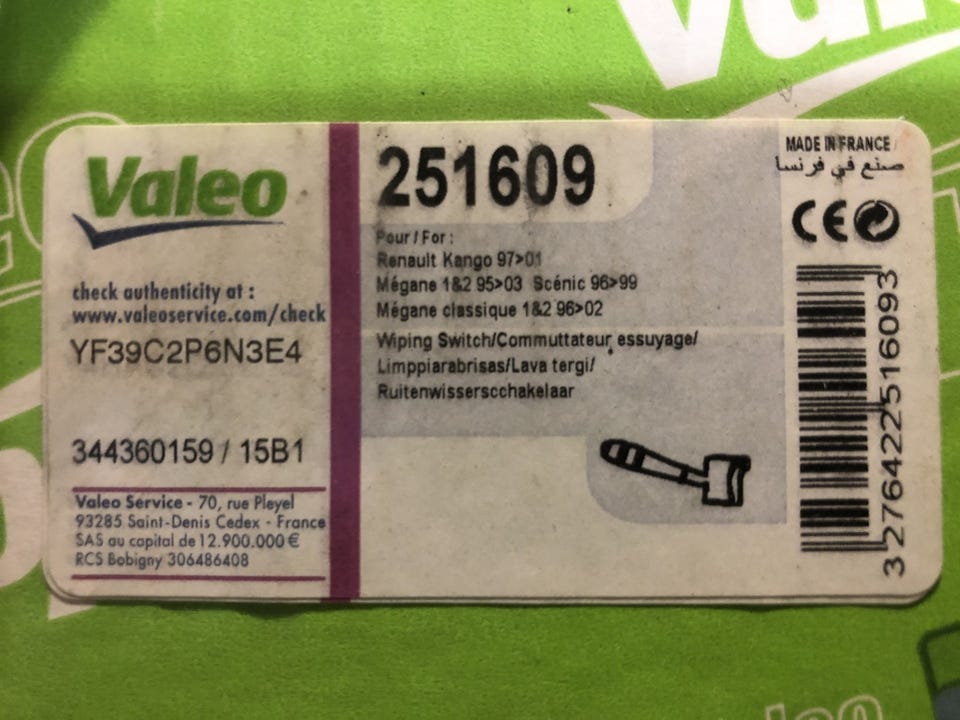 Valeo
Valeo
check authenticity at :
www.valeoservice.com/check
YF39C2P6N3E4
344360159 / 15B1
Valeo Service - 70, rue Pleyel
93285 Saint-Denis Cedex - France
SAS au capital de 12.900.000 €
RCS Bobigny 306486408
251609
Pour / For :
Renault Kango 97>01
Mégane 1&2 95>03 Scénic 96>99
Mégane classique 1&2 96>02
Wiping Switch/Commuttateur essuyage/
Limppiarabrisas/Lava tergi/
Ruitenwisserscchakelaar
MADE IN FRANCE
صنع في فرنسا
CE
3276422516093